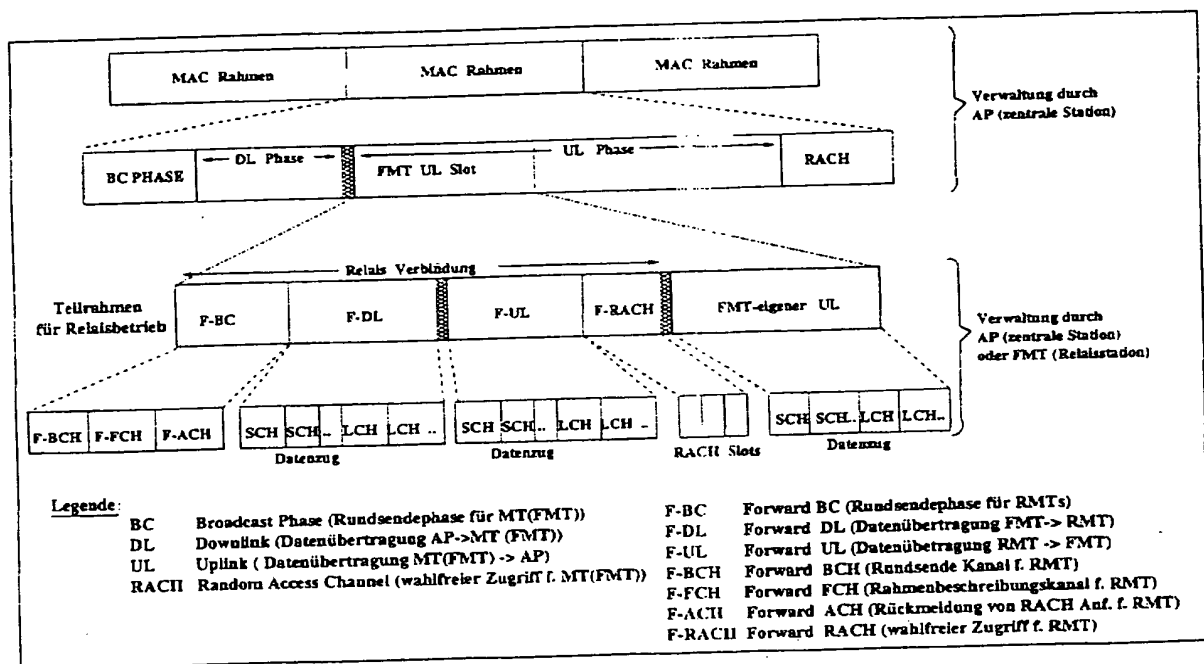 MAC Rahmen MAC Rahmen MAC Rahmen
Verwaltung durch
AP (zentrale Station)
BC PHASE DL Phase FMT UL Slot UL Phase RACH
Relais Verbindung
Teilrahmen
für Relaisbetrieb
F-BC F-DL F-UL F-RACH FMT-eigener UL
Verwaltung durch
AP (zentrale Station)
oder FMT (Relaisstation)
F-BCH F-FCH F-ACH
SCH SCH .. LCH LCH ..
Datenzug
SCH SCH .. LCH LCH ..
Datenzug
RACH Slots
SCH SCH.. LCH LCH..
Datenzug
Legende:
BC Broadcast Phase (Rundsendephase für MT(FMT))
DL Downlink (Datenübertragung AP->MT (FMT))
UL Uplink ( Datenübertragung MT(FMT) -> AP)
RACH Random Access Channel (wahlfreier Zugriff f. MT(FMT))
F-BC Forward BC (Rundsendephase für RMTs)
F-DL Forward DL (Datenübertragung FMT-> RMT)
F-UL Forward UL (Datenübetragung RMT -> FMT)
F-BCH Forward BCH (Rundsende Kanal f. RMT)
F-FCH Forward FCH (Rahmenbeschreibungskanal f. RMT)
F-ACH Forward ACH (Rückmeldung von RACH Anf. f. RMT)
F-RACH Forward RACH (wahlfreier Zugriff f. RMT)